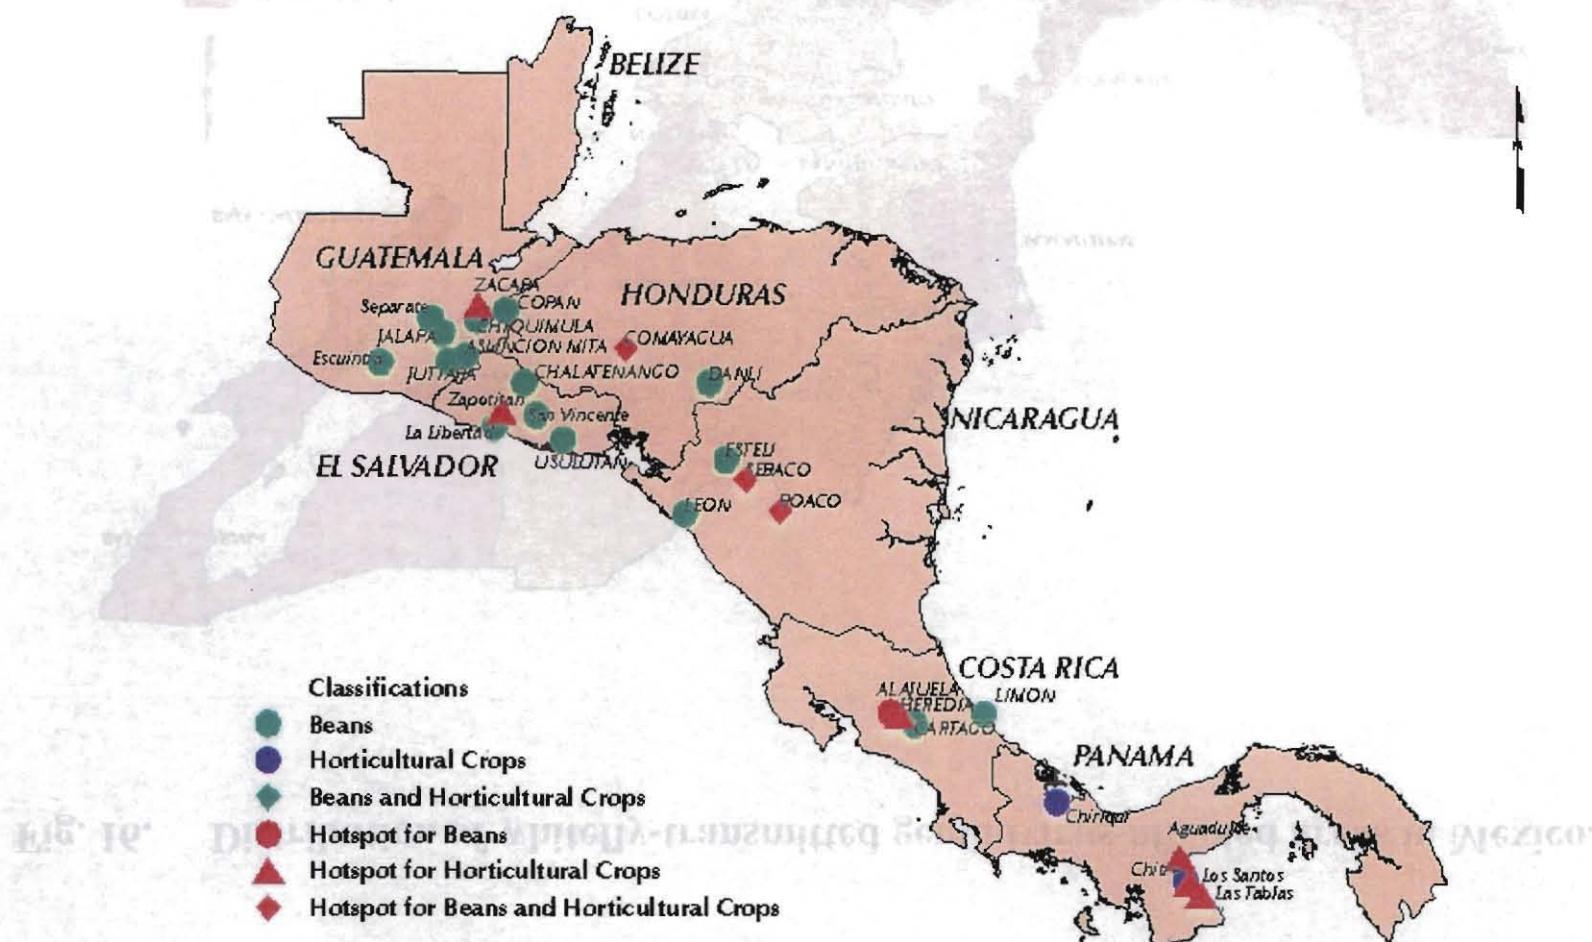 BELIZE
GUATEMALA
ZACAPA
HONDURAS
COPAN
Separate
CHIQUIMULA
JALAPA
COMAYAGUA
ASUNCION MITA
Escuintla
JUTIAPA
CHALATENANGO
DANLI
Zapotitan
San Vincente
NICARAGUA
La Libertad
EL SALVADOR
USULUTAN
ESTELI
SEBACO
LEON
BOACO
COSTA RICA
ALAJUELA
LIMON
HEREDIA
CARTAGO
PANAMA
Chiriqui
Aguadulce
Chit
Los Santos
Las Tablas
Classifications
Beans
Horticultural Crops
Beans and Horticultural Crops
Hotspot for Beans
Hotspot for Horticultural Crops
Hotspot for Beans and Horticultural Crops